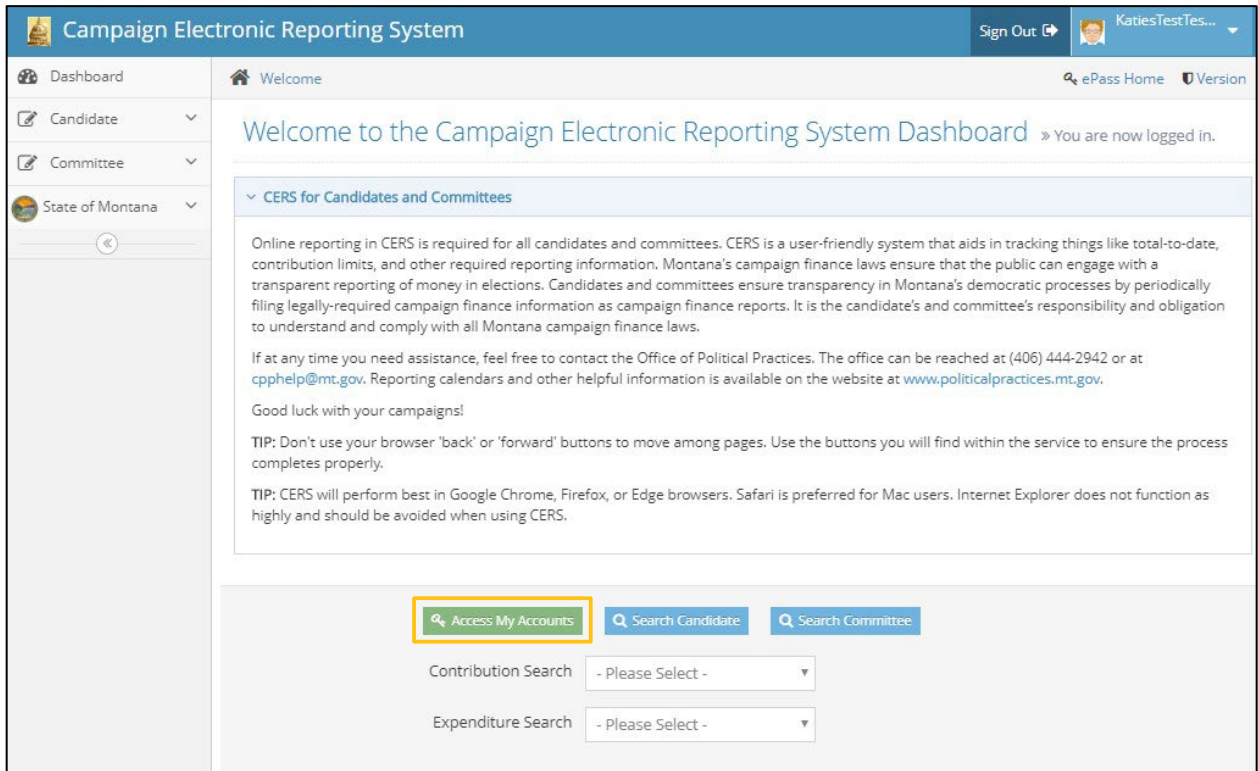 Campaign Electronic Reporting System
Sign Out
KatiesTestTes...
Dashboard
Welcome
ePass Home
Version
Candidate
Committee
State of Montana
Welcome to the Campaign Electronic Reporting System Dashboard » You are now logged in.
CERS for Candidates and Committees
Online reporting in CERS is required for all candidates and committees. CERS is a user-friendly system that aids in tracking things like total-to-date,
contribution limits, and other required reporting information. Montana's campaign finance laws ensure that the public can engage with a
transparent reporting of money in elections. Candidates and committees ensure transparency in Montana's democratic processes by periodically
filing legally-required campaign finance information as campaign finance reports. It is the candidate's and committee's responsibility and obligation
to understand and comply with all Montana campaign finance laws.
If at any time you need assistance, feel free to contact the Office of Political Practices. The office can be reached at (406) 444-2942 or at
cpphelp@mt.gov. Reporting calendars and other helpful information is available on the website at www.politicalpractices.mt.gov.
Good luck with your campaigns!
TIP: Don't use your browser 'back' or 'forward' buttons to move among pages. Use the buttons you will find within the service to ensure the process
completes properly.
TIP: CERS will perform best in Google Chrome, Firefox, or Edge browsers. Safari is preferred for Mac users. Internet Explorer does not function as
highly and should be avoided when using CERS.
Access My Accounts
Search Candidate
Search Committee
Contribution Search
- Please Select -
Expenditure Search
- Please Select -